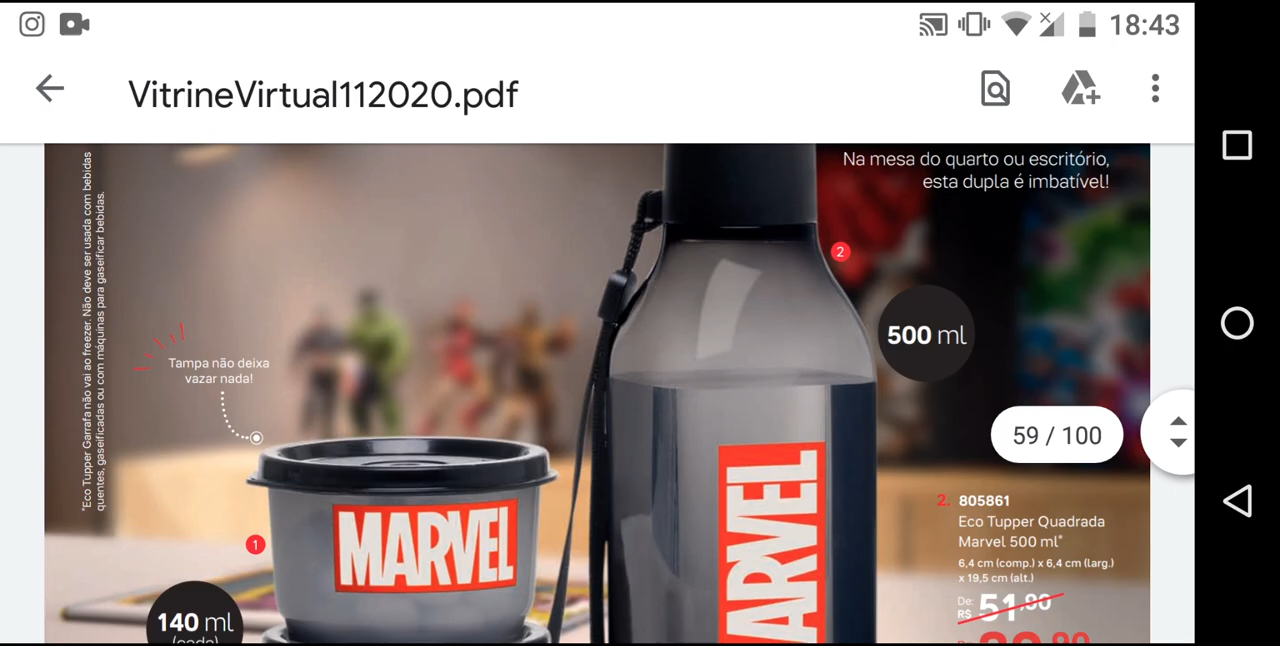 18:43
VitrineVirtual112020.pdf
Na mesa do quarto ou escritório,
esta dupla é imbatível!
*Eco Tupper Garrafa não vai ao freezer. Não deve ser usada com bebidas
quentes, gaseificadas ou com máquinas para gaseificar bebidas.
2
500 ml
Tampa não deixa
vazar nada!
59 / 100
MARVEL
MARVEL
1
2. 805861
Eco Tupper Quadrada
Marvel 500 ml*
6,4 cm (comp.) x 6,4 cm (larg.)
x 19,5 cm (alt.)
De:
R$ 51,90
140 ml
(cada)